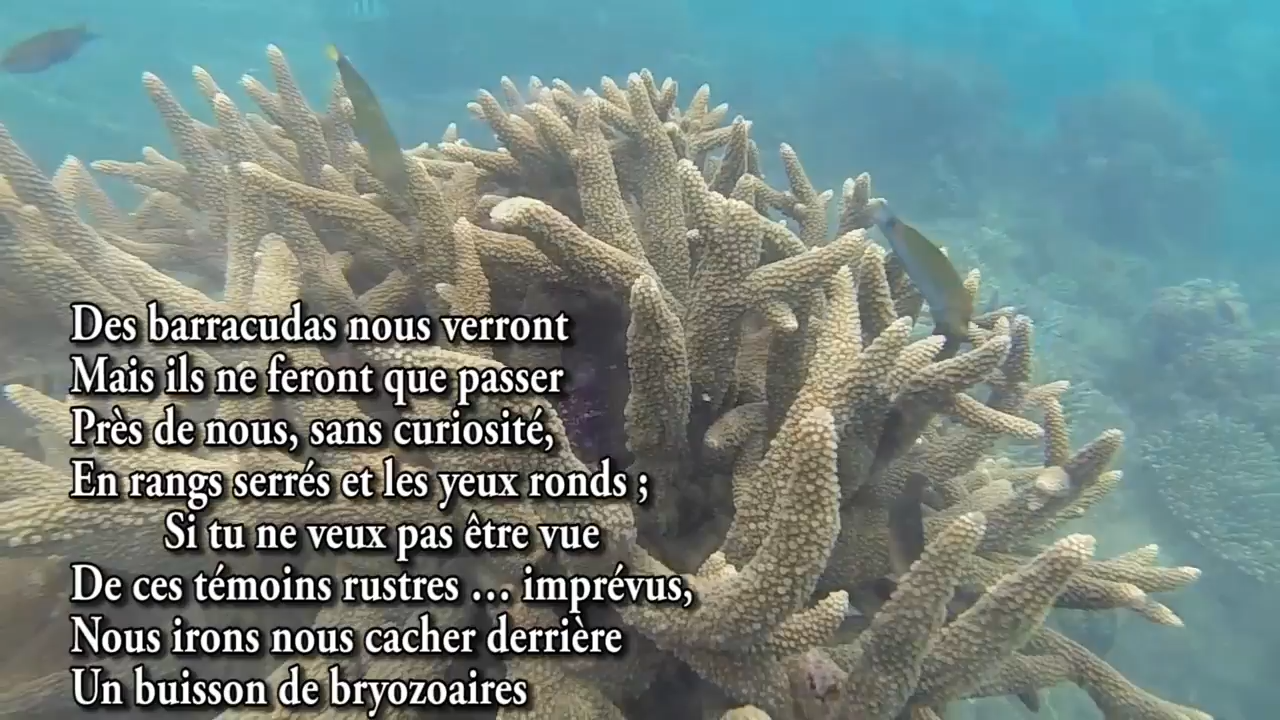 Des barracudas nous verront
Mais ils ne feront que passer
Près de nous, sans curiosité,
En rangs serrés et les yeux ronds ;
Si tu ne veux pas être vue
De ces témoins rustres … imprévus,
Nous irons nous cacher derrière
Un buisson de bryozoaires